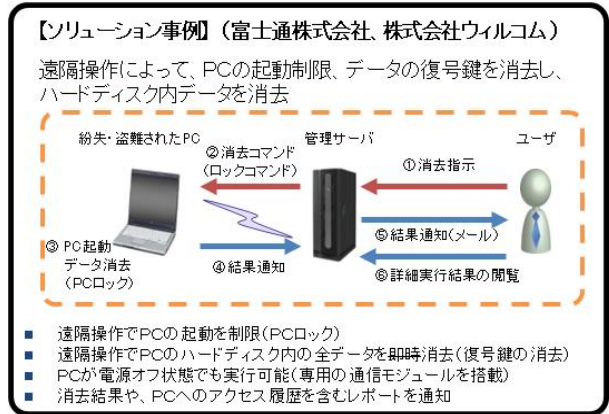 【ソリューション事例】（富士通株式会社、株式会社ウィルコム）
遠隔操作によって、PCの起動制限、データの復号鍵を消去し、
ハードディスク内データを消去
紛失・盗難されたPC
管理サーバ
ユーザ
②消去コマンド
(ロックコマンド)
①消去指示
③ PC起動
データ消去
(PCロック)
④結果通知
⑤結果通知(メール)
⑥詳細実行結果の閲覧
■ 遠隔操作でPCの起動を制限(PCロック)
■ 遠隔操作でPCのハードディスク内の全データを即時消去(復号鍵の消去)
■ PCが電源オフ状態でも実行可能(専用の通信モジュールを搭載)
■ 消去結果や、PCへのアクセス履歴を含むレポートを通知